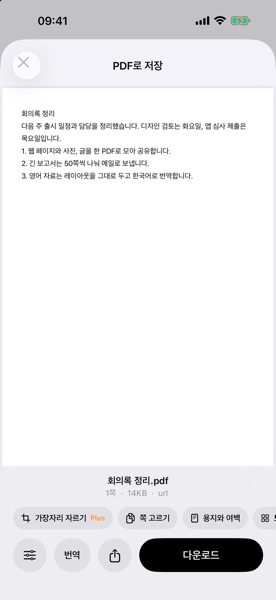 09:41
PDF로 저장
회의록 정리
다음 주 출시 일정과 담당을 정리했습니다. 디자인 검토는 화요일, 앱 심사 제출은
목요일입니다.
1. 웹 페이지와 사진, 글을 한 PDF로 모아 공유합니다.
2. 긴 보고서는 50쪽씩 나눠 메일로 보냅니다.
3. 영어 자료는 레이아웃을 그대로 두고 한국어로 번역합니다.
회의록 정리.pdf
1쪽 · 14KB · url
가장자리 자르기 Plus 쪽 고르기 용지와 여백
번역 다운로드